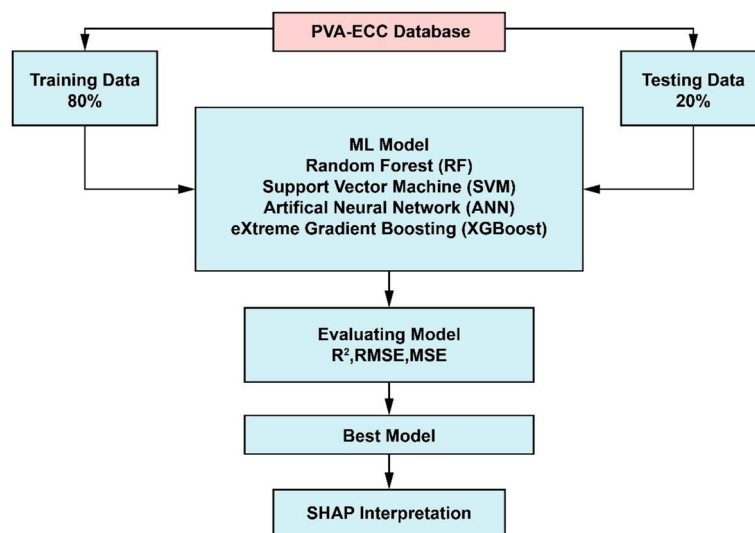 PVA-ECC Database
Training Data
80%
Testing Data
20%
ML Model
Random Forest (RF)
Support Vector Machine (SVM)
Artifical Neural Network (ANN)
eXtreme Gradient Boosting (XGBoost)
Evaluating Model
R²,RMSE,MSE
Best Model
SHAP Interpretation